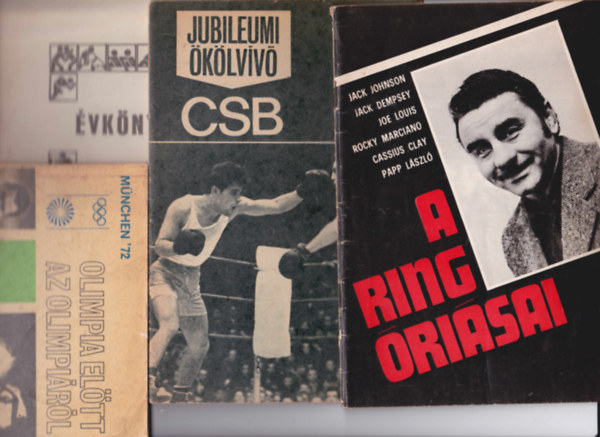 ÉVKÖNY
MÜNCHEN '72
OLIMPIA ELŐTT
AZ OLIMPIÁRÓL
JUBILEUMI
ÖKÖLVÍVÓ
CSB
JACK JOHNSON
JACK DEMPSEY
JOE LOUIS
ROCKY MARCIANO
CASSIUS CLAY
PAPP LÁSZLÓ
A
RING
ÓRIÁSAI